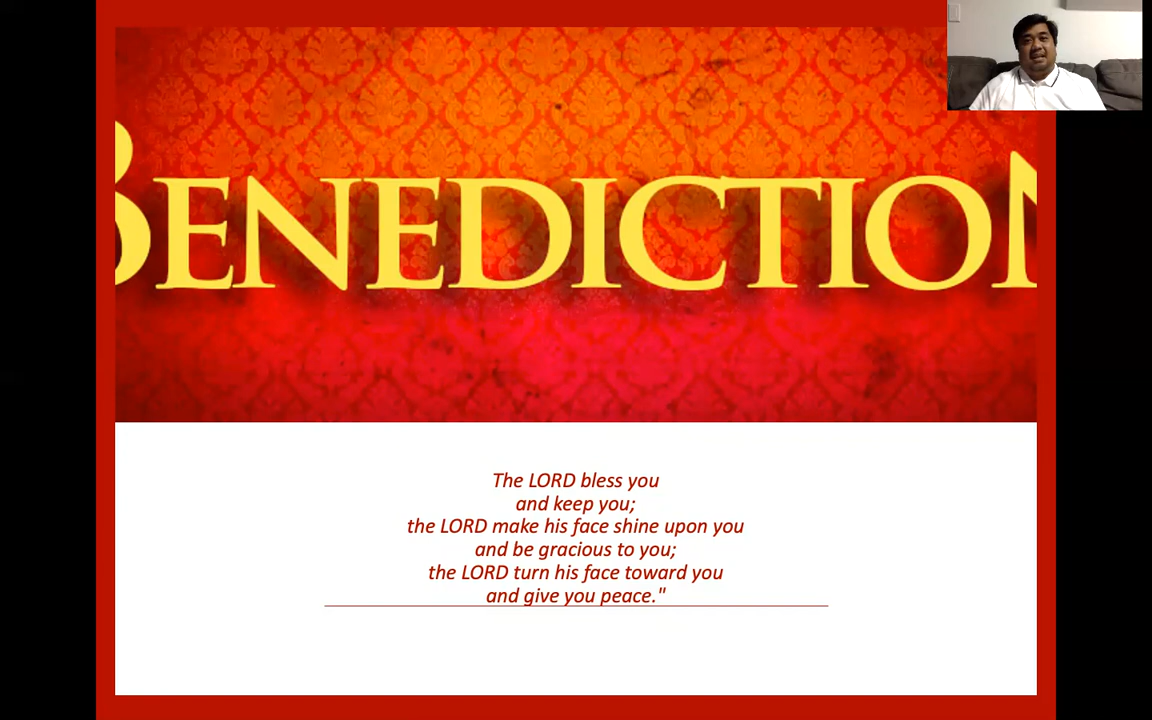 BENEDICTION
The LORD bless you
and keep you;
the LORD make his face shine upon you
and be gracious to you;
the LORD turn his face toward you
and give you peace."